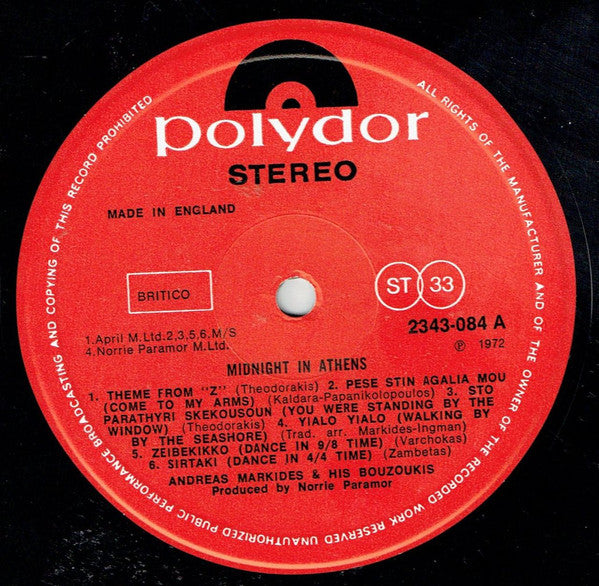 polydor
STEREO
MADE IN ENGLAND
BRITICO
ST 33
1.April M.Ltd:2,3,5,6,M/S
4.Norrie Paramor M.Ltd.
2343-084 A
℗ 1972
MIDNIGHT IN ATHENS
1. THEME FROM "Z" (Theodorakis) 2. PESE STIN AGALIA MOU
(COME TO MY ARMS) (Kaldara-Papanikolopoulos) 3. STO
PARATHYRI SKEKOUSOUN (YOU WERE STANDING BY THE
WINDOW) (Theodorakis) 4. YIALO YIALO (WALKING BY
BY THE SEASHORE) (Trad. arr. Markides-Ingman)
5. ZEIBEKIKKO (DANCE IN 9/8 TIME) (Varchokas)
6. SIRTAKI (DANCE IN 4/4 TIME) (Zambetas)
ANDREAS MARKIDES & HIS BOUZOUKIS
Produced by Norrie Paramor
ALL RIGHTS OF THE MANUFACTURER AND OF THE OWNER OF THE RECORDED WORK RESERVED UNAUTHORIZED PUBLIC PERFORMANCE BROADCASTING AND COPYING OF THIS RECORD PROHIBITED